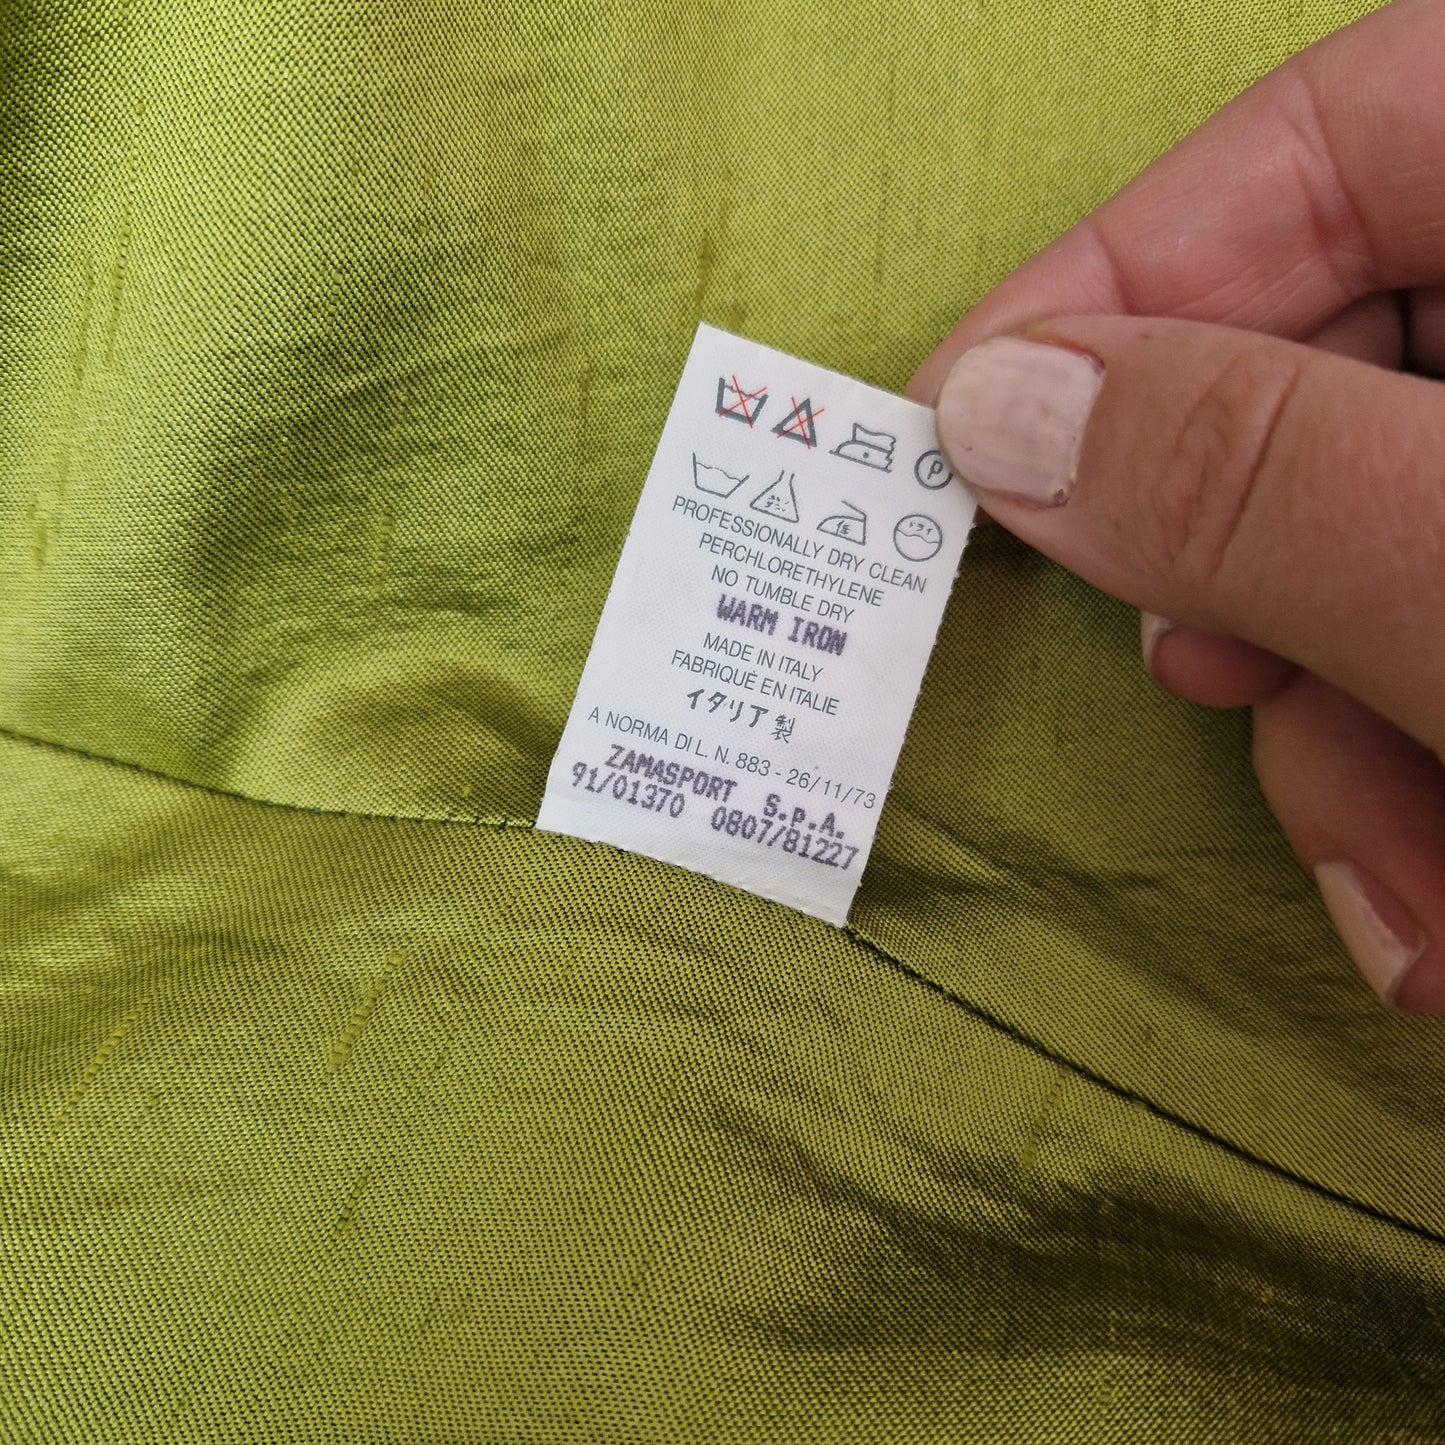 P
PROFESSIONALLY DRY CLEAN
PERCHLORETHYLENE
NO TUMBLE DRY
WARM IRON
MADE IN ITALY
FABRIQUÉ EN ITALIE
イタリア製
A NORMA DI L. N. 883 - 26/11/73
ZAMASPORT S.P.A.
91/01370 0807/81227